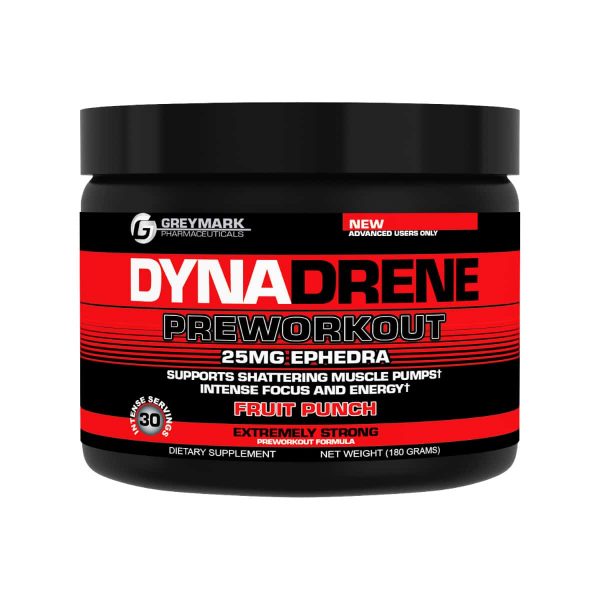 GREYMARK
PHARMACEUTICALS
NEW
ADVANCED USERS ONLY
DYNADRENE
PREWORKOUT
25MG EPHEDRA
SUPPORTS SHATTERING MUSCLE PUMPS†
INTENSE FOCUS AND ENERGY†
FRUIT PUNCH
INTENSE SERVINGS
30
EXTREMELY STRONG
PREWORKOUT FORMULA
DIETARY SUPPLEMENT
NET WEIGHT (180 GRAMS)